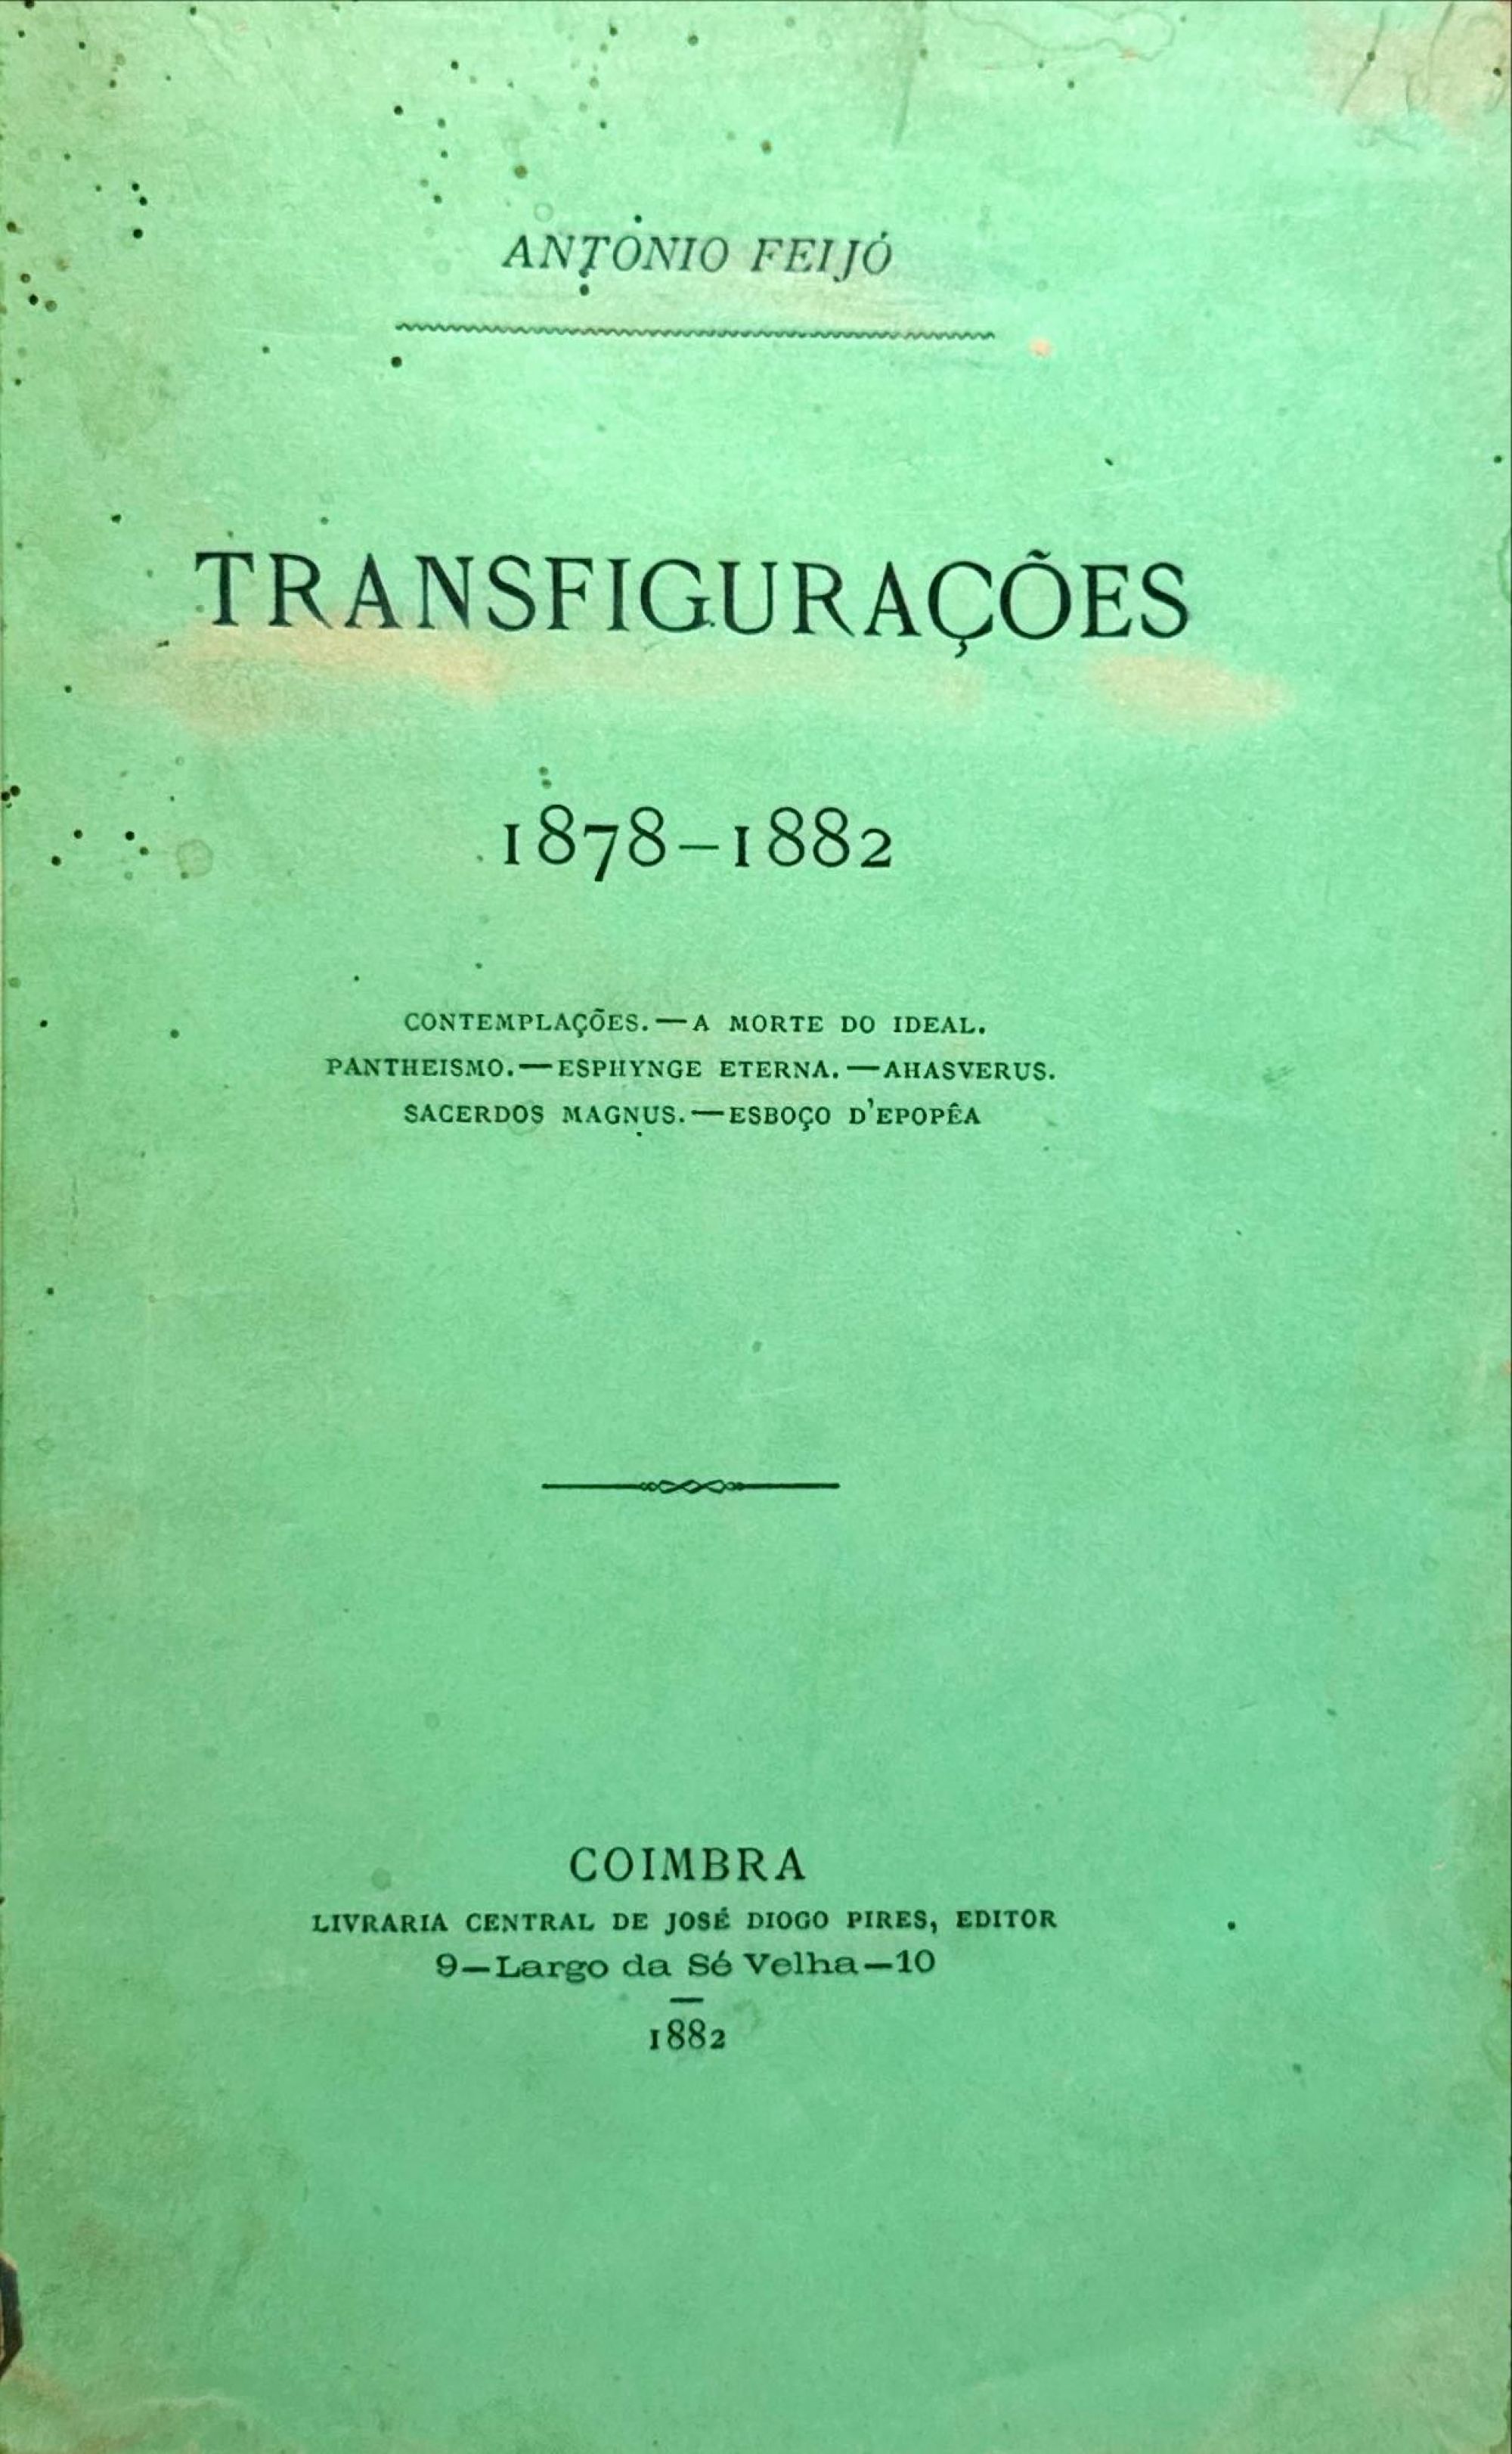 ANTONIO FEIJÓ
TRANSFIGURAÇÕES
1878–1882
CONTEMPLAÇÕES.—A MORTE DO IDEAL.
PANTHEISMO.—ESPHYNGE ETERNA.—AHASVERUS.
SACERDOS MAGNUS.—ESBOÇO D'EPOPÊA
COIMBRA
LIVRARIA CENTRAL DE JOSÉ DIOGO PIRES, EDITOR
9—Largo da Sé Velha—10
1882